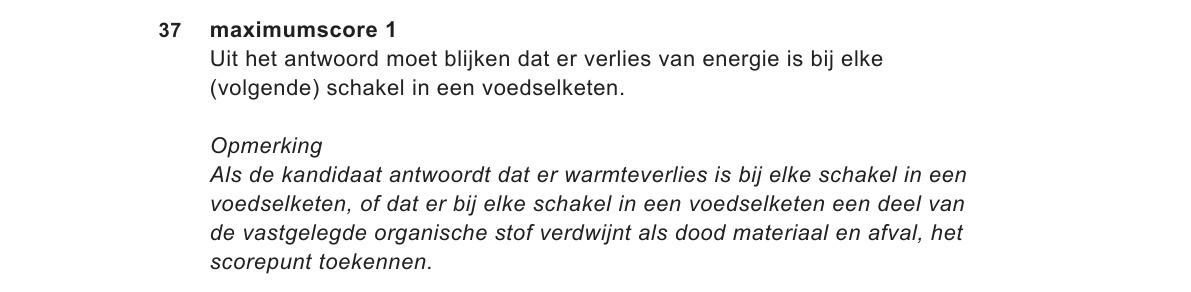 37 maximumscore 1
Uit het antwoord moet blijken dat er verlies van energie is bij elke
(volgende) schakel in een voedselketen.
Opmerking
Als de kandidaat antwoordt dat er warmteverlies is bij elke schakel in een
voedselketen, of dat er bij elke schakel in een voedselketen een deel van
de vastgelegde organische stof verdwijnt als dood materiaal en afval, het
scorepunt toekennen.